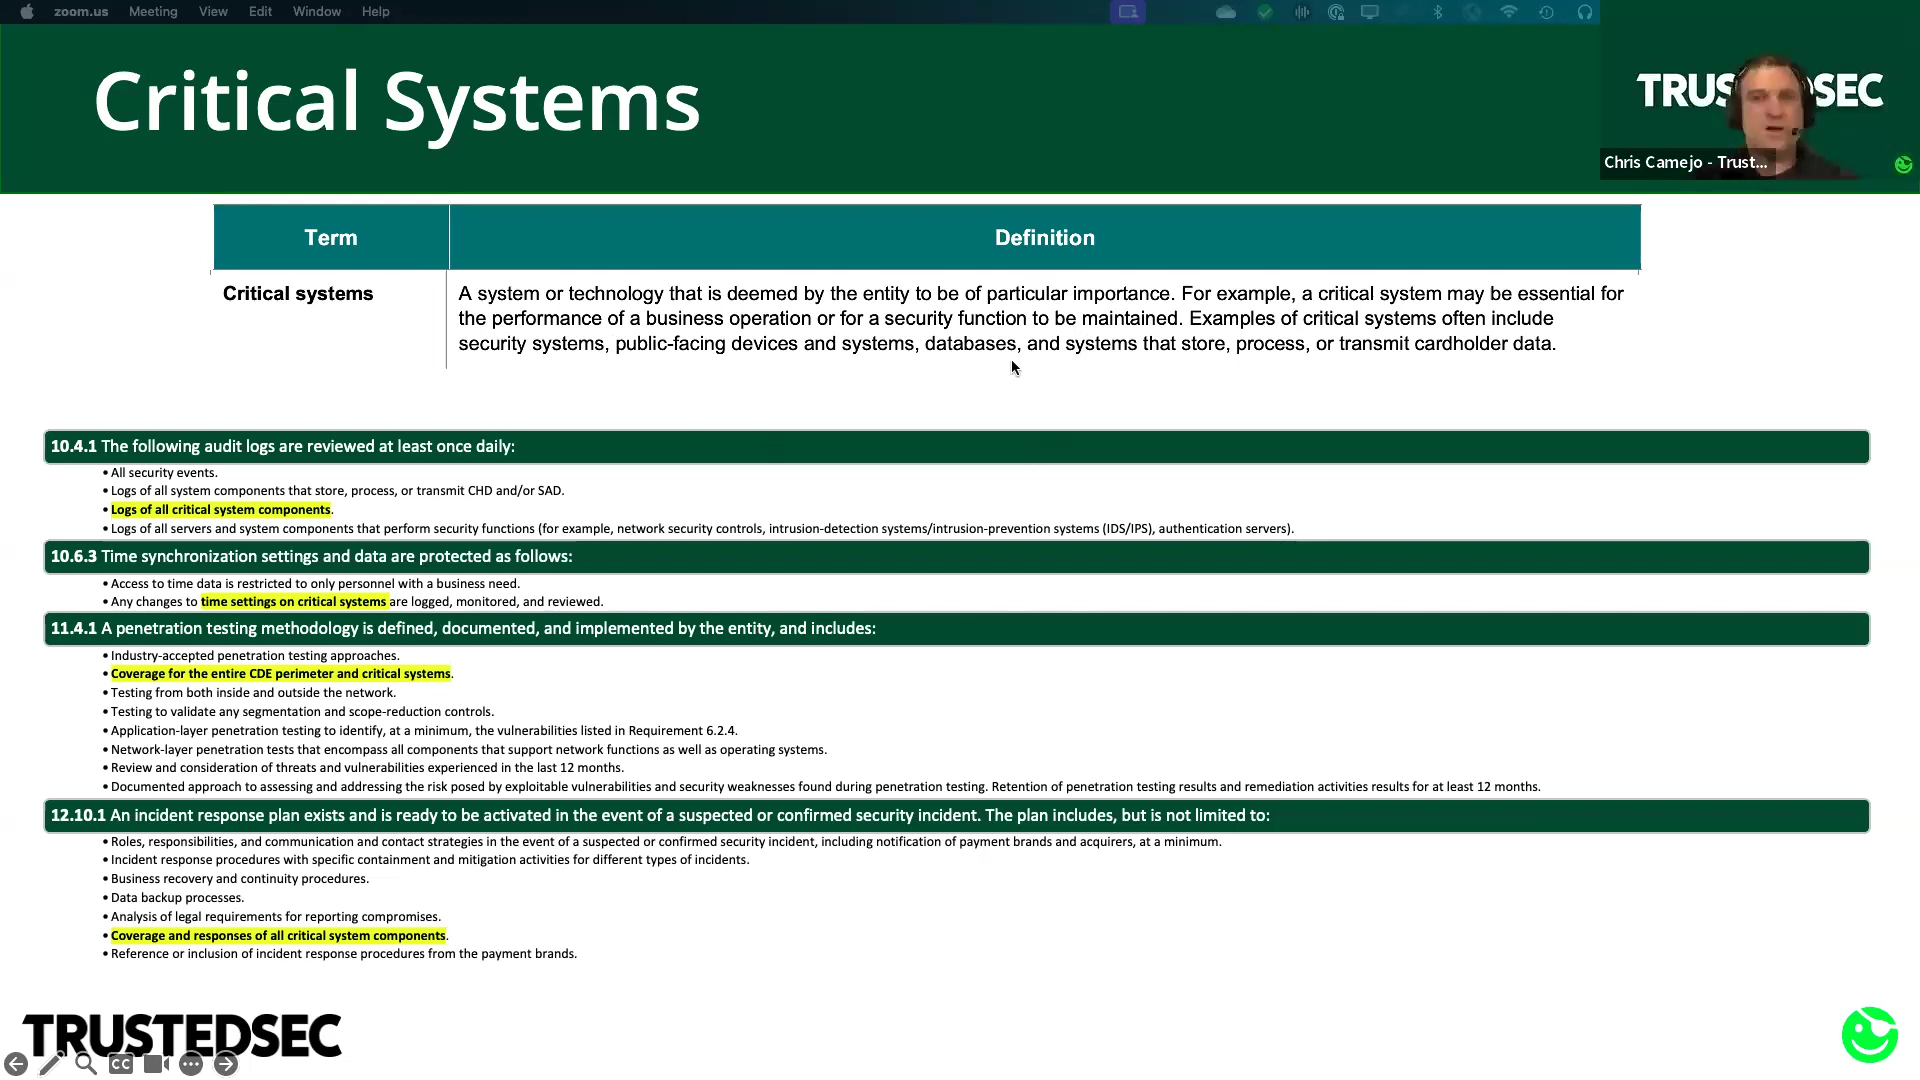 zoom.us Meeting View Edit Window Help
Critical Systems
TRUSTEDSEC
Chris Camejo - Trust...
Term Definition
Critical systems
A system or technology that is deemed by the entity to be of particular importance. For example, a critical system may be essential for
the performance of a business operation or for a security function to be maintained. Examples of critical systems often include
security systems, public-facing devices and systems, databases, and systems that store, process, or transmit cardholder data.
10.4.1 The following audit logs are reviewed at least once daily:
• All security events.
• Logs of all system components that store, process, or transmit CHD and/or SAD.
• Logs of all critical system components.
• Logs of all servers and system components that perform security functions (for example, network security controls, intrusion-detection systems/intrusion-prevention systems (IDS/IPS), authentication servers).
10.6.3 Time synchronization settings and data are protected as follows:
• Access to time data is restricted to only personnel with a business need.
• Any changes to time settings on critical systems are logged, monitored, and reviewed.
11.4.1 A penetration testing methodology is defined, documented, and implemented by the entity, and includes:
• Industry-accepted penetration testing approaches.
• Coverage for the entire CDE perimeter and critical systems.
• Testing from both inside and outside the network.
• Testing to validate any segmentation and scope-reduction controls.
• Application-layer penetration testing to identify, at a minimum, the vulnerabilities listed in Requirement 6.2.4.
• Network-layer penetration tests that encompass all components that support network functions as well as operating systems.
• Review and consideration of threats and vulnerabilities experienced in the last 12 months.
• Documented approach to assessing and addressing the risk posed by exploitable vulnerabilities and security weaknesses found during penetration testing. Retention of penetration testing results and remediation activities results for at least 12 months.
12.10.1 An incident response plan exists and is ready to be activated in the event of a suspected or confirmed security incident. The plan includes, but is not limited to:
• Roles, responsibilities, and communication and contact strategies in the event of a suspected or confirmed security incident, including notification of payment brands and acquirers, at a minimum.
• Incident response procedures with specific containment and mitigation activities for different types of incidents.
• Business recovery and continuity procedures.
• Data backup processes.
• Analysis of legal requirements for reporting compromises.
• Coverage and responses of all critical system components.
• Reference or inclusion of incident response procedures from the payment brands.
TRUSTEDSEC
CC